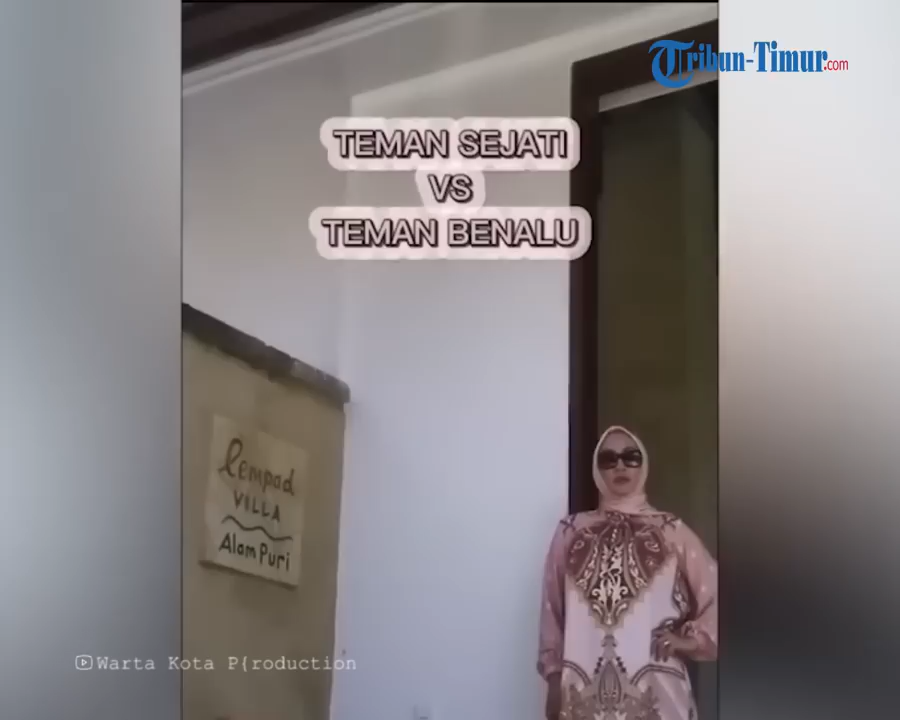 Tribun-Timur.com
TEMAN SEJATI
VS
TEMAN BENALU
lempad
VILLA
Alam Puri
Warta Kota P{roduction